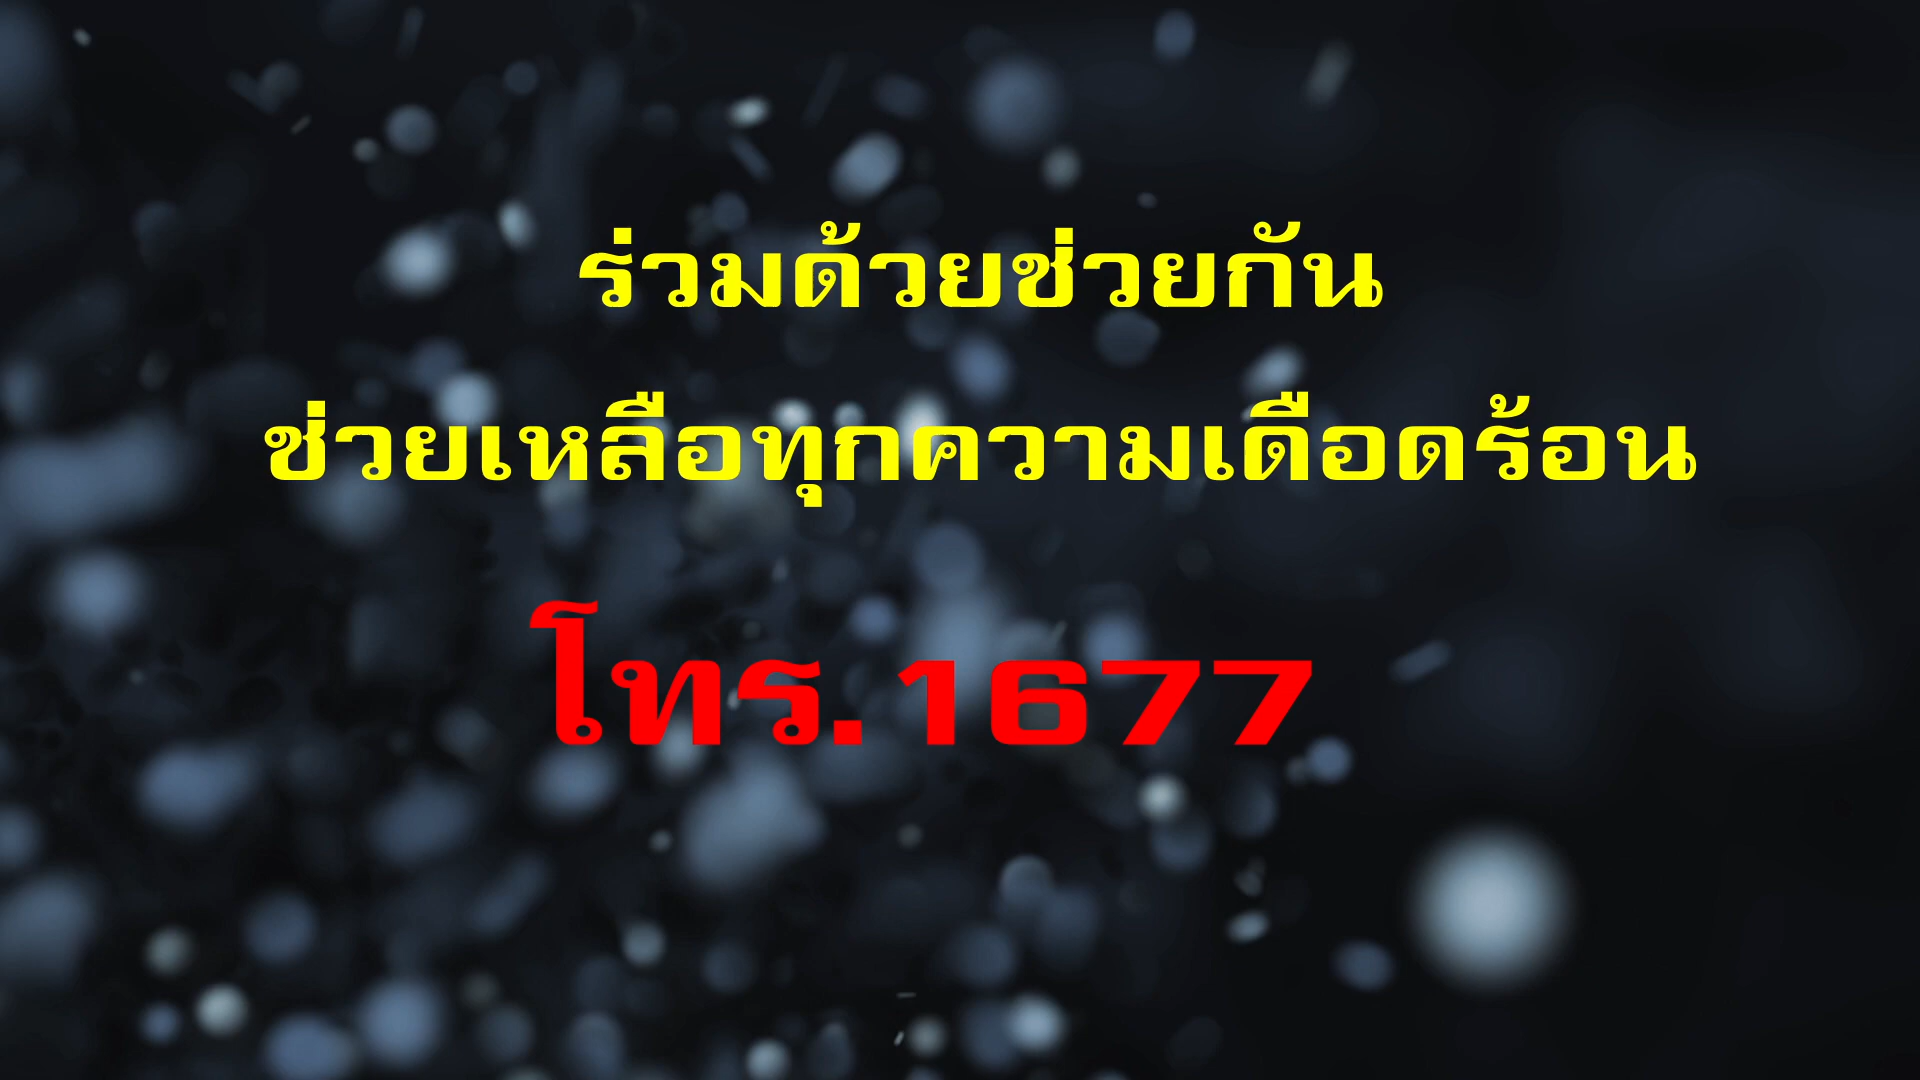 ร่วมด้วยช่วยกัน
ช่วยเหลือทุกความเดือดร้อน
โทร. 1677